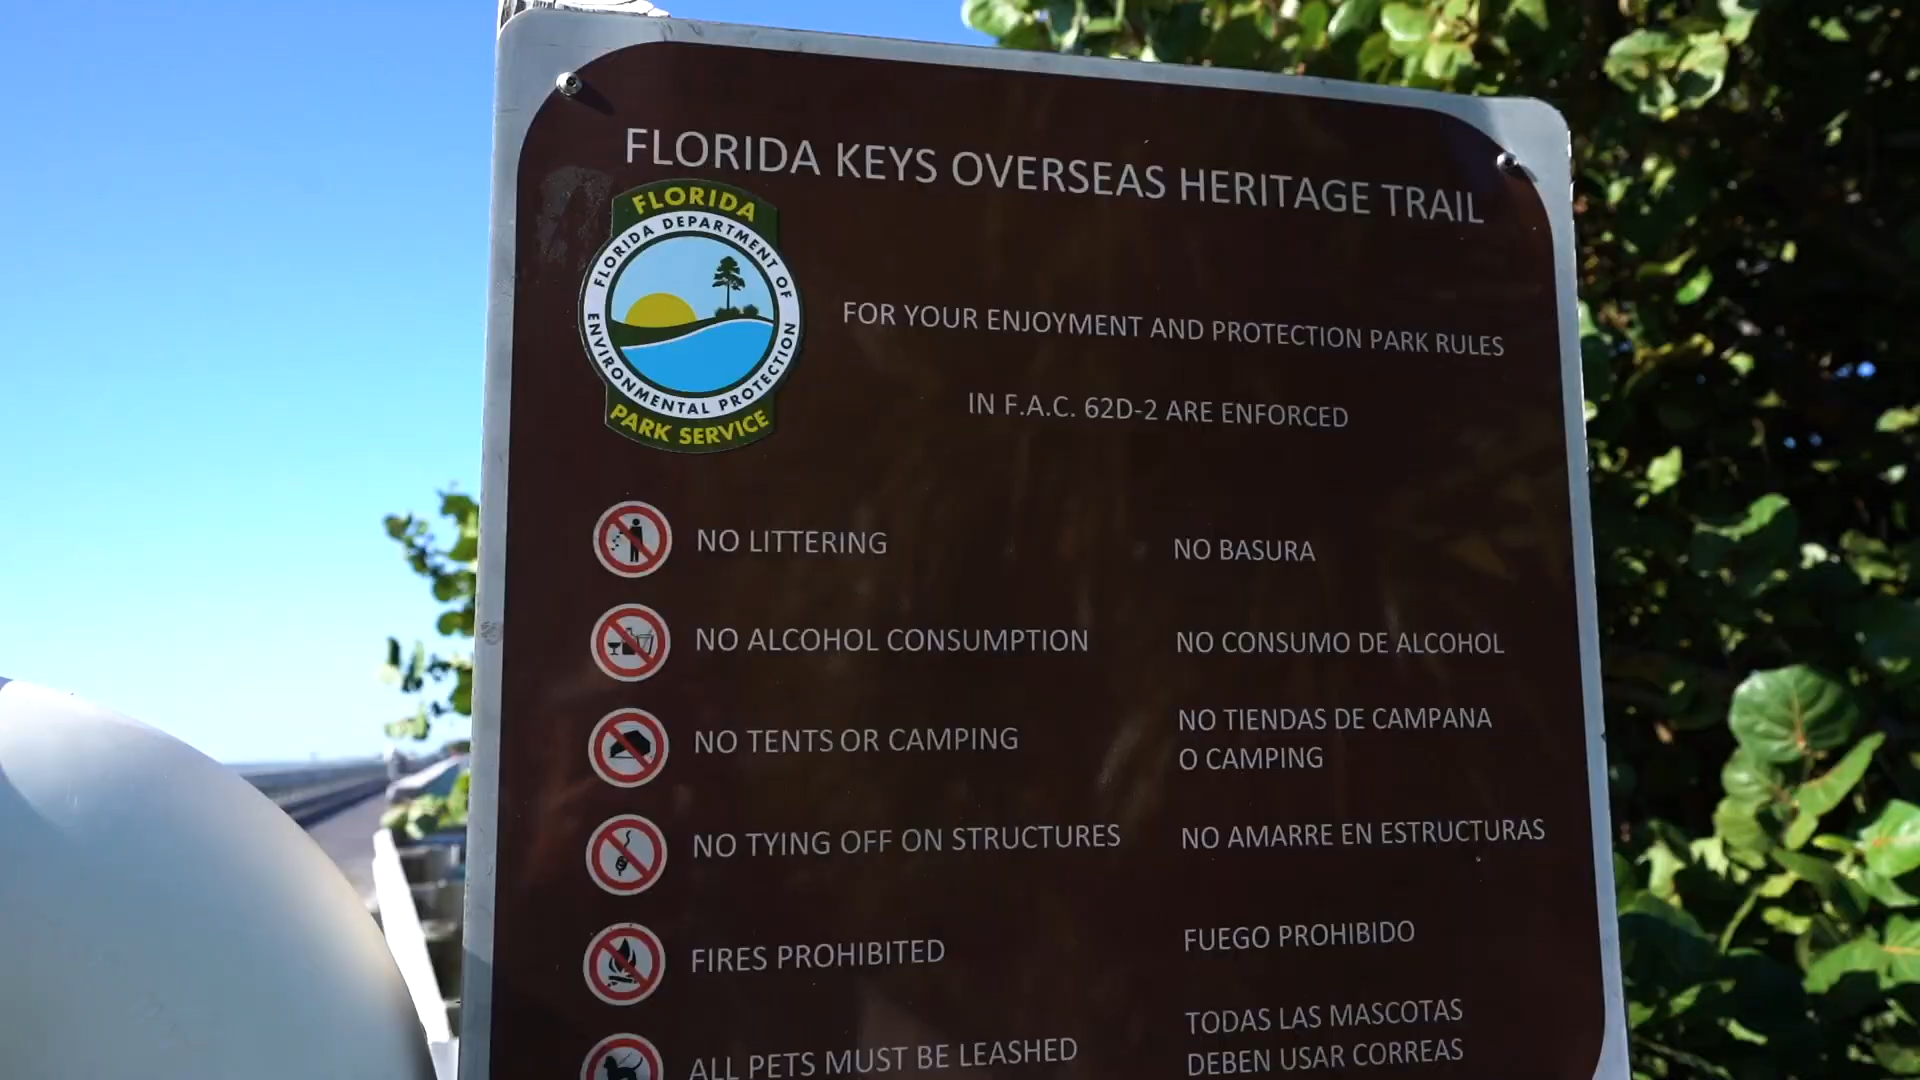 FLORIDA KEYS OVERSEAS HERITAGE TRAIL
FLORIDA
FLORIDA DEPARTMENT OF
ENVIRONMENTAL PROTECTION
PARK SERVICE
FOR YOUR ENJOYMENT AND PROTECTION PARK RULES
IN F.A.C. 62D-2 ARE ENFORCED
NO LITTERING
NO BASURA
NO ALCOHOL CONSUMPTION
NO CONSUMO DE ALCOHOL
NO TENTS OR CAMPING
NO TIENDAS DE CAMPANA
O CAMPING
NO TYING OFF ON STRUCTURES
NO AMARRE EN ESTRUCTURAS
FIRES PROHIBITED
FUEGO PROHIBIDO
ALL PETS MUST BE LEASHED
TODAS LAS MASCOTAS
DEBEN USAR CORREAS